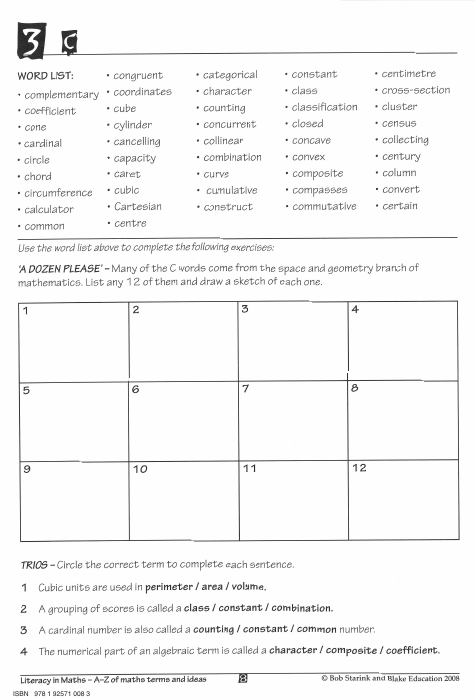 3 C
WORD LIST:
• complementary
• coefficient
• cone
• cardinal
• circle
• chord
• circumference
• calculator
• common
• congruent
• coordinates
• cube
• cylinder
• cancelling
• capacity
• caret
• cubic
• Cartesian
• centre
• categorical
• character
• counting
• concurrent
• collinear
• combination
• curve
• cumulative
• construct
• constant
• class
• classification
• closed
• concave
• convex
• composite
• compasses
• commutative
• centimetre
• cross-section
• cluster
• census
• collecting
• century
• column
• convert
• certain
Use the word list above to complete the following exercises:
'A DOZEN PLEASE' – Many of the C words come from the space and geometry branch of
mathematics. List any 12 of them and draw a sketch of each one.
1 2 3 4
5 6 7 8
9 10 11 12
TRIOS – Circle the correct term to complete each sentence.
1 Cubic units are used in perimeter / area / volume.
2 A grouping of scores is called a class / constant / combination.
3 A cardinal number is also called a counting / constant / common number.
4 The numerical part of an algebraic term is called a character / composite / coefficient.
Literacy in Maths – A–Z of maths terms and ideas 8 © Bob Starink and Blake Education 2008
ISBN 978 1 92571 008 3